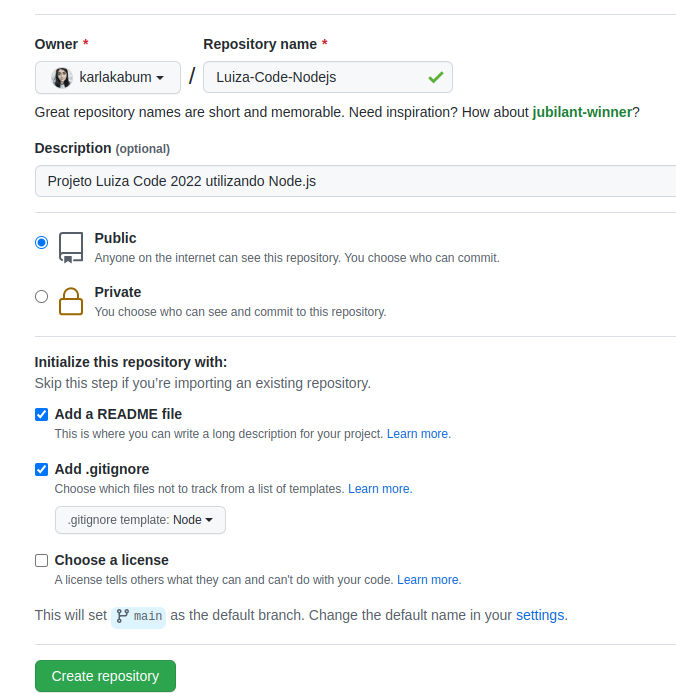 Owner * Repository name *
karlakabum / Luiza-Code-Nodejs
Great repository names are short and memorable. Need inspiration? How about jubilant-winner?
Description (optional)
Projeto Luiza Code 2022 utilizando Node.js
Public
Anyone on the internet can see this repository. You choose who can commit.
Private
You choose who can see and commit to this repository.
Initialize this repository with:
Skip this step if you’re importing an existing repository.
Add a README file
This is where you can write a long description for your project. Learn more.
Add .gitignore
Choose which files not to track from a list of templates. Learn more.
.gitignore template: Node
Choose a license
A license tells others what they can and can't do with your code. Learn more.
This will set main as the default branch. Change the default name in your settings.
Create repository